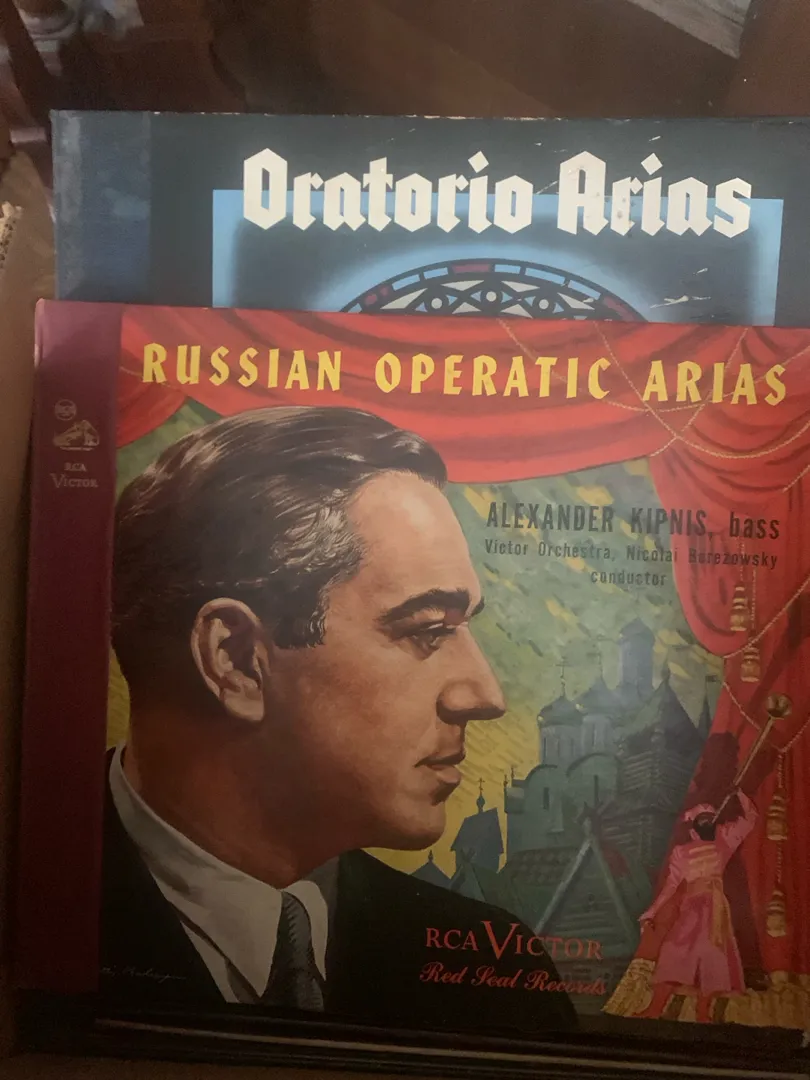 Oratorio Arias
RUSSIAN OPERATIC ARIAS
RCA
VICTOR
ALEXANDER KIPNIS, bass
Victor Orchestra, Nicolai Berezowsky
conductor
RCA VICTOR
Red Seal Records